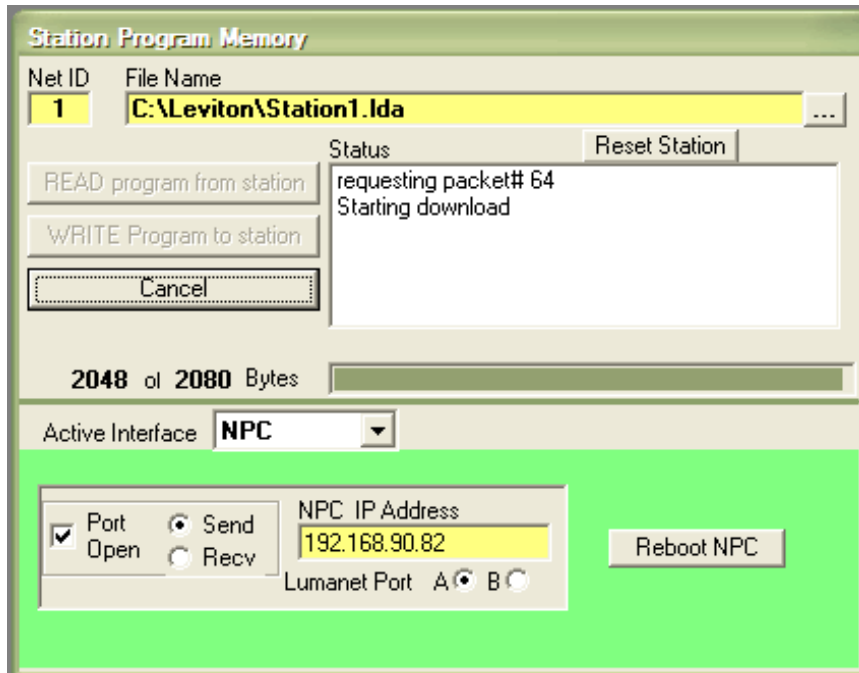 Station Program Memory
Net ID File Name
1 C:\Leviton\Station1.lda ...
Status Reset Station
READ program from station
WRITE Program to station
Cancel
requesting packet# 64
Starting download
2048 of 2080 Bytes
Active Interface NPC
Port Open
Send
Recv
NPC IP Address
192.168.90.82
Lumanet Port A B
Reboot NPC